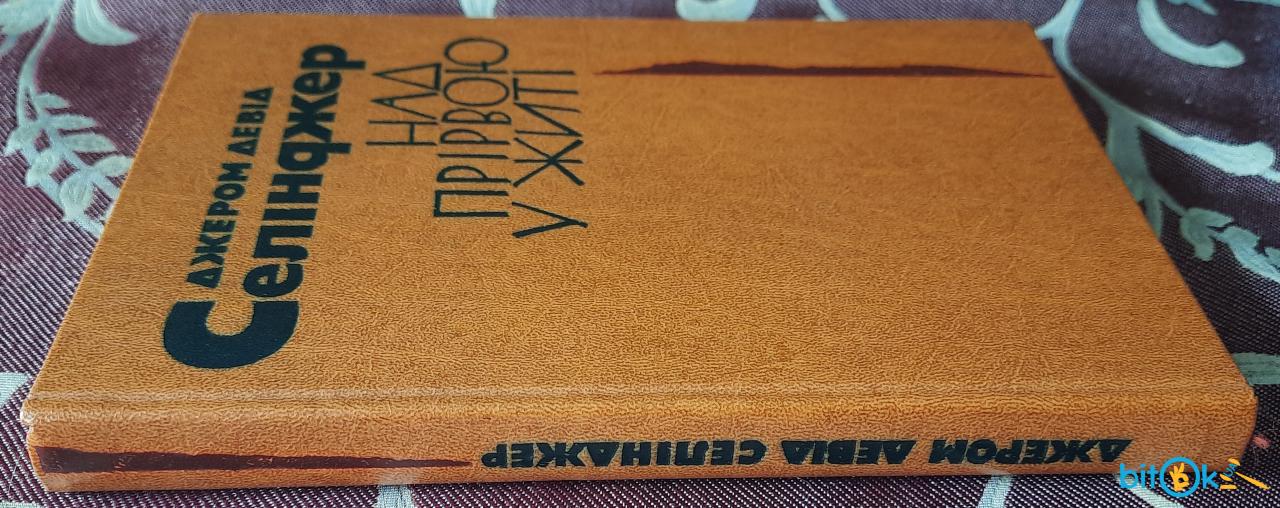 ДЖЕРОМ ДЕВІД
Селінджер
НАД
ПРІРВОЮ
У ЖИТІ
ДЖЕРОМ ДЕВІД СЕЛІНДЖЕР
bitOk